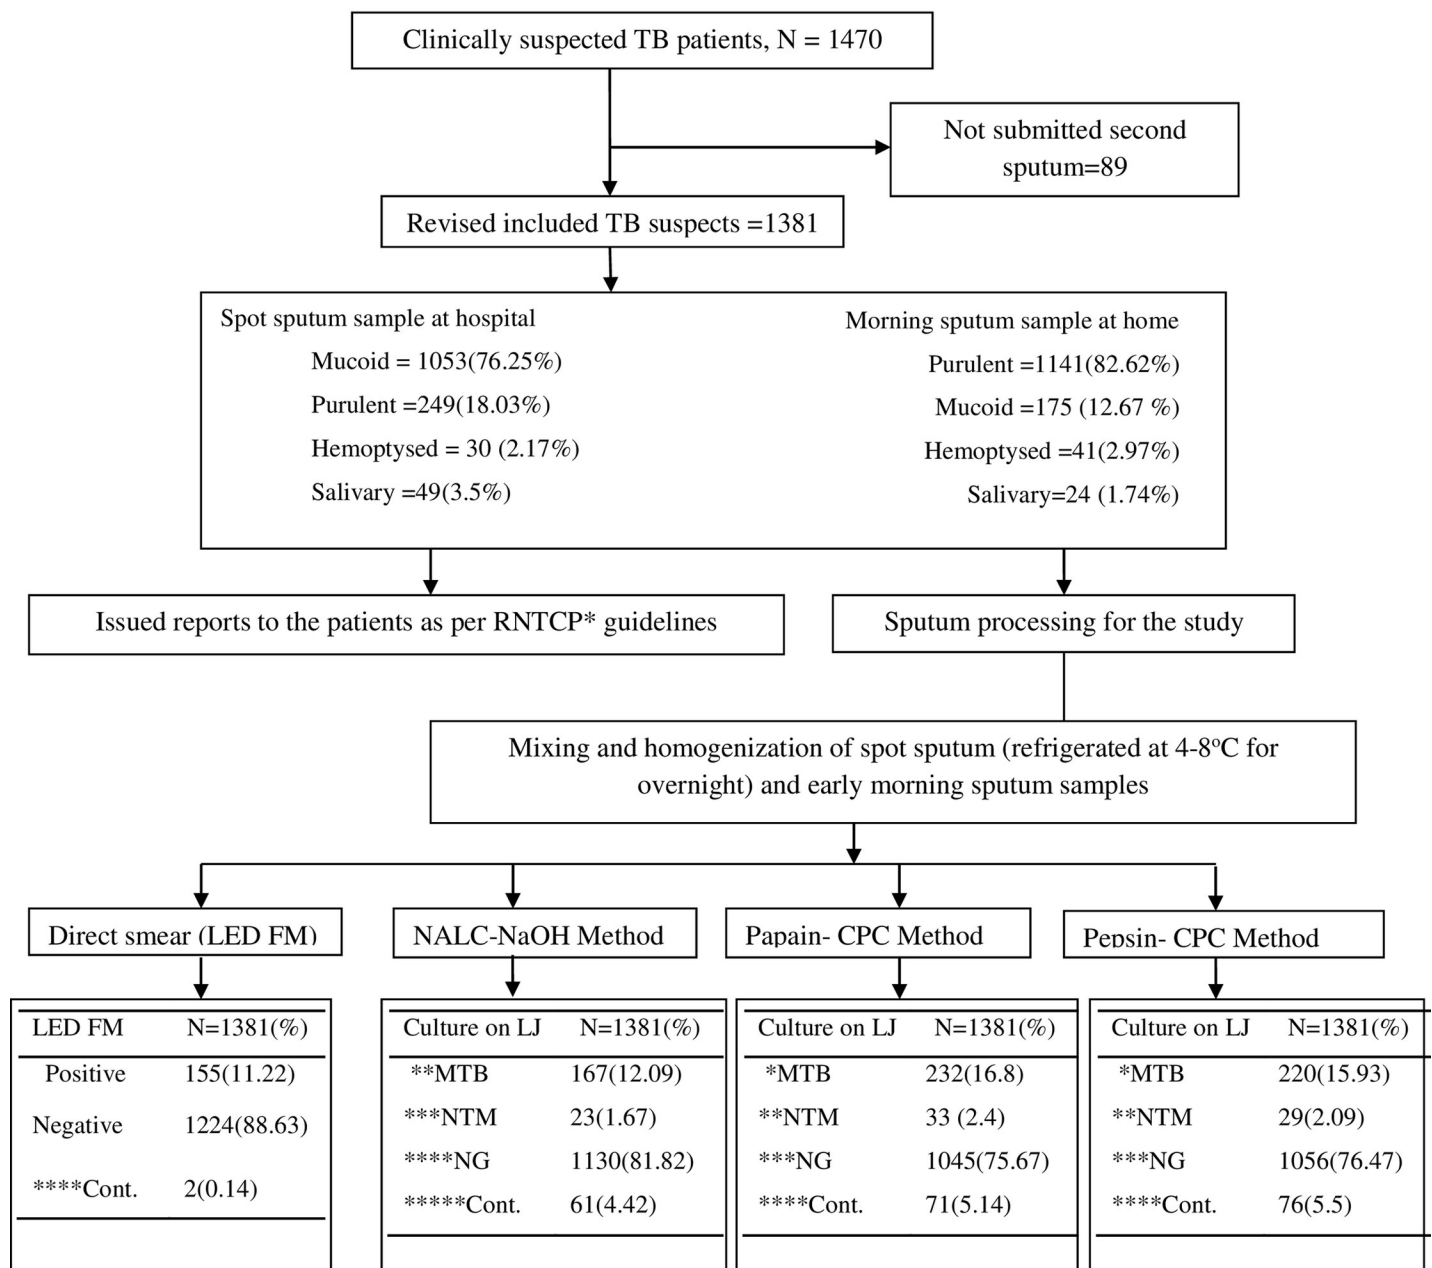 Clinically suspected TB patients, N = 1470
Not submitted second
sputum=89
Revised included TB suspects =1381
Spot sputum sample at hospital
Mucoid = 1053(76.25%)
Purulent =249(18.03%)
Hemoptysed = 30 (2.17%)
Salivary =49(3.5%)
Morning sputum sample at home
Purulent =1141(82.62%)
Mucoid =175 (12.67 %)
Hemoptysed =41(2.97%)
Salivary=24 (1.74%)
Issued reports to the patients as per RNTCP* guidelines
Sputum processing for the study
Mixing and homogenization of spot sputum (refrigerated at 4-8ºC for
overnight) and early morning sputum samples
Direct smear (LED FM)
NALC-NaOH Method
Papain- CPC Method
Pepsin- CPC Method
LED FM N=1381(%)
Positive 155(11.22)
Negative 1224(88.63)
****Cont. 2(0.14)
Culture on LJ N=1381(%)
**MTB 167(12.09)
***NTM 23(1.67)
****NG 1130(81.82)
*****Cont. 61(4.42)
Culture on LJ N=1381(%)
*MTB 232(16.8)
**NTM 33 (2.4)
***NG 1045(75.67)
****Cont. 71(5.14)
Culture on LJ N=1381(%)
*MTB 220(15.93)
**NTM 29(2.09)
***NG 1056(76.47)
****Cont. 76(5.5)